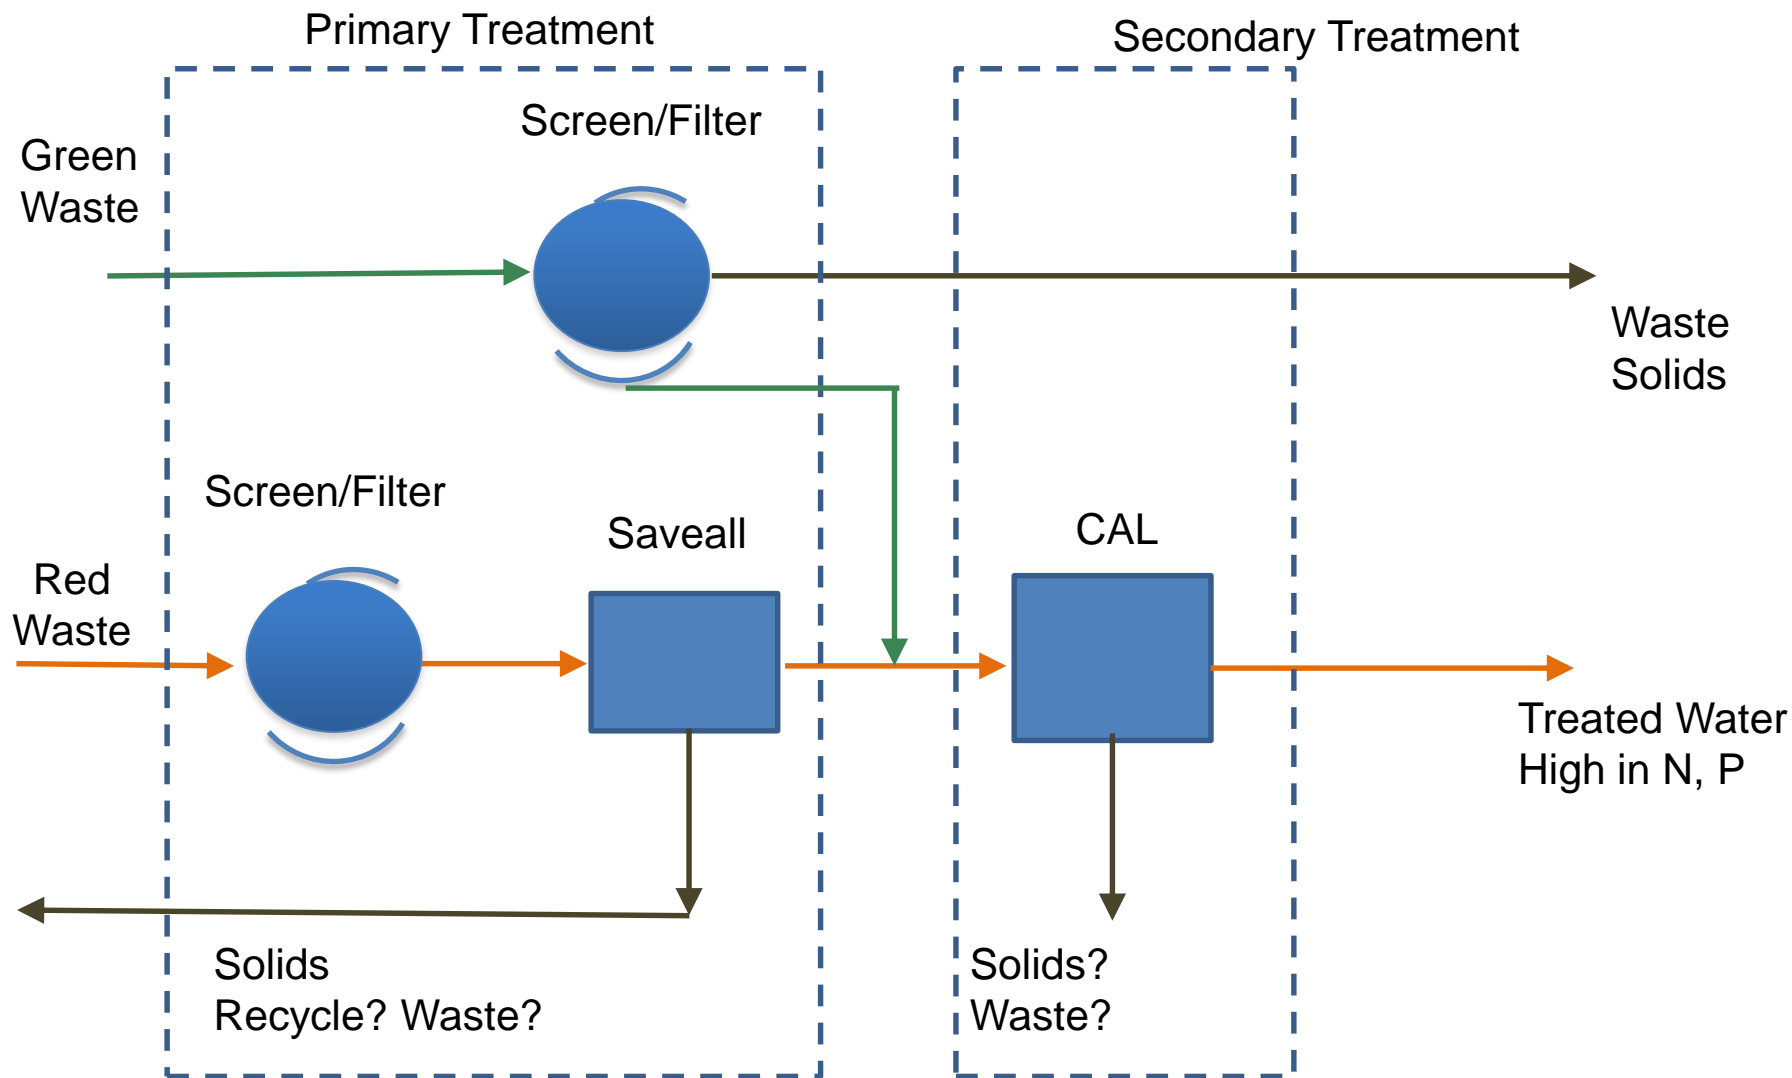 Primary Treatment
Secondary Treatment
Screen/Filter
Green
Waste
Waste
Solids
Screen/Filter
Saveall
CAL
Red
Waste
Treated Water
High in N, P
Solids
Recycle? Waste?
Solids?
Waste?